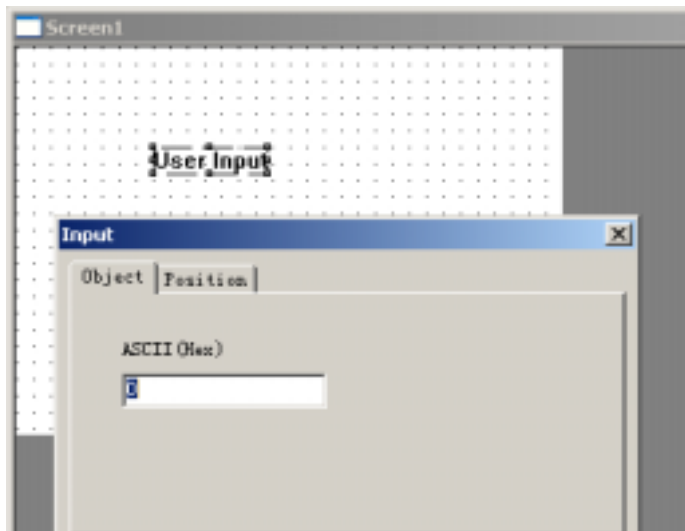 Screen1
User Input
Input
Object Position
ASCII(Hex)
0